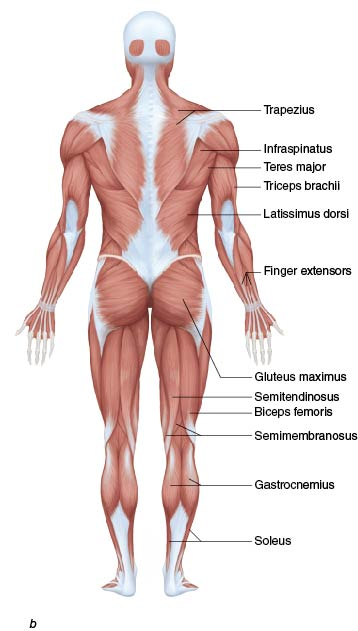 Trapezius
Infraspinatus
Teres major
Triceps brachii
Latissimus dorsi
Finger extensors
Gluteus maximus
Semitendinosus
Biceps femoris
Semimembranosus
Gastrocnemius
Soleus
b